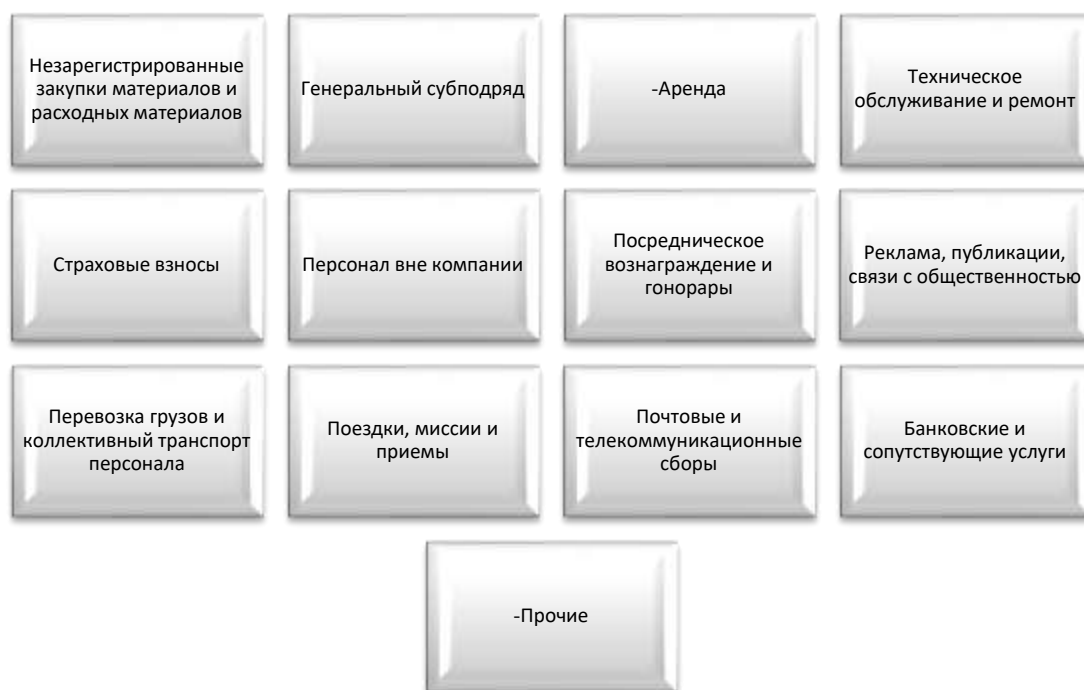 Незарегистрированные
закупки материалов и
расходных материалов
Генеральный субподряд
-Аренда
Техническое
обслуживание и ремонт
Страховые взносы
Персонал вне компании
Посредническое
вознаграждение и
гонорары
Реклама, публикации,
связи с общественностью
Перевозка грузов и
коллективный транспорт
персонала
Поездки, миссии и
приемы
Почтовые и
телекоммуникационные
сборы
Банковские и
сопутствующие услуги
-Прочие